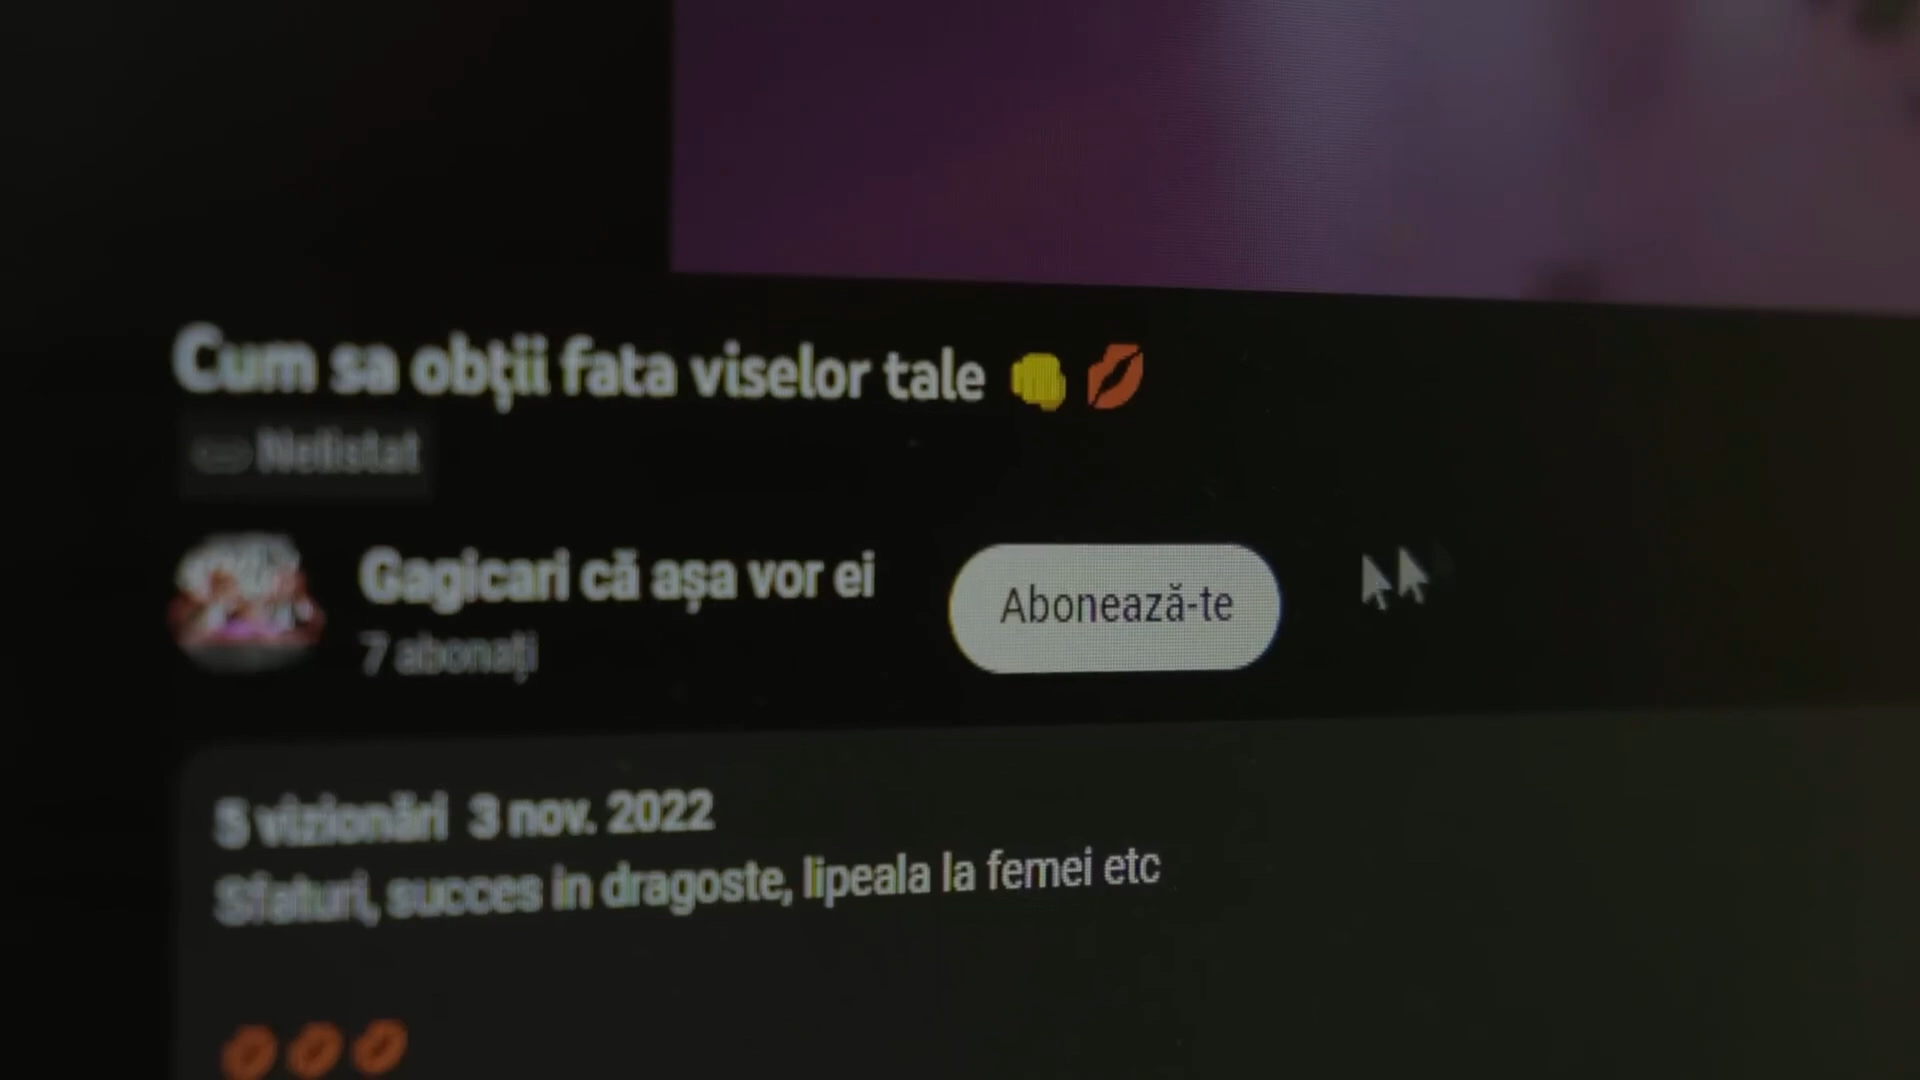 Cum sa obții fata viselor tale 👊 💋
Nelistat
Gagicari că așa vor ei
7 abonați
Abonează-te
5 vizionări 3 nov. 2022
Sfaturi, succes in dragoste, lipeala la femei etc
💋💋💋